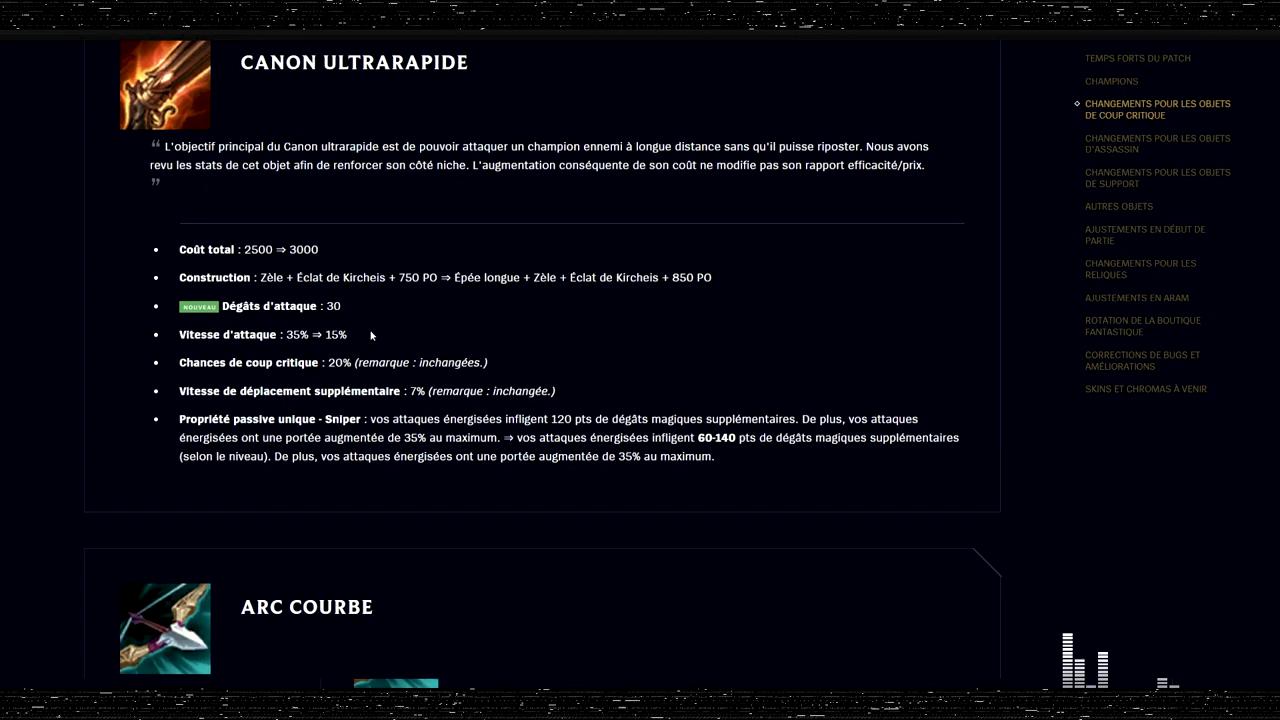 CANON ULTRARAPIDE
“ L'objectif principal du Canon ultrarapide est de pouvoir attaquer un champion ennemi à longue distance sans qu'il puisse riposter. Nous avons
revu les stats de cet objet afin de renforcer son côté niche. L'augmentation conséquente de son coût ne modifie pas son rapport efficacité/prix.
”
• Coût total : 2500 ⇒ 3000
• Construction : Zèle + Éclat de Kircheis + 750 PO ⇒ Épée longue + Zèle + Éclat de Kircheis + 850 PO
• NOUVEAU Dégâts d'attaque : 30
• Vitesse d'attaque : 35% ⇒ 15%
• Chances de coup critique : 20% (remarque : inchangées.)
• Vitesse de déplacement supplémentaire : 7% (remarque : inchangée.)
• Propriété passive unique - Sniper : vos attaques énergisées infligent 120 pts de dégâts magiques supplémentaires. De plus, vos attaques
énergisées ont une portée augmentée de 35% au maximum. ⇒ vos attaques énergisées infligent 60-140 pts de dégâts magiques supplémentaires
(selon le niveau). De plus, vos attaques énergisées ont une portée augmentée de 35% au maximum.
ARC COURBE
TEMPS FORTS DU PATCH
CHAMPIONS
CHANGEMENTS POUR LES OBJETS
DE COUP CRITIQUE
CHANGEMENTS POUR LES OBJETS
D'ASSASSIN
CHANGEMENTS POUR LES OBJETS
DE SUPPORT
AUTRES OBJETS
AJUSTEMENTS EN DÉBUT DE
PARTIE
CHANGEMENTS POUR LES
RELIQUES
AJUSTEMENTS EN ARAM
ROTATION DE LA BOUTIQUE
FANTASTIQUE
CORRECTIONS DE BUGS ET
AMÉLIORATIONS
SKINS ET CHROMAS À VENIR